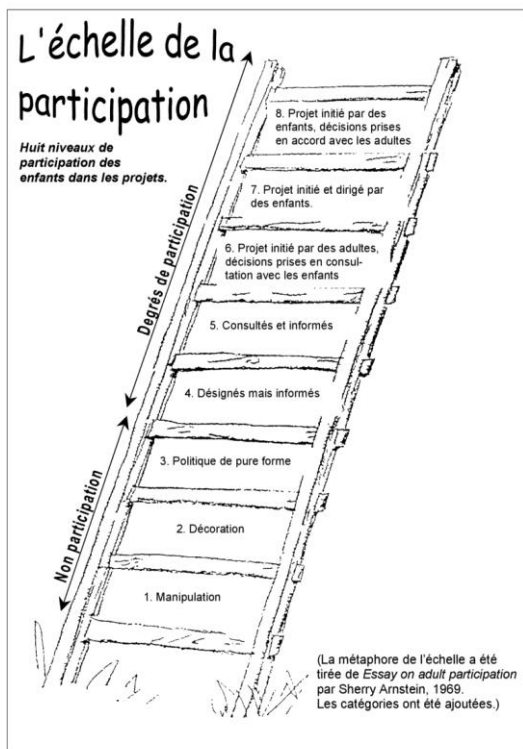 L'échelle de la
participation
Huit niveaux de
participation des
enfants dans les projets.
Degrés de participation
Non participation
8. Projet initié par des
enfants, décisions prises
en accord avec les adultes
7. Projet initié et dirigé par
des enfants.
6. Projet initié par des adultes,
décisions prises en consul-
tation avec les enfants
5. Consultés et informés
4. Désignés mais informés
3. Politique de pure forme
2. Décoration
1. Manipulation
(La métaphore de l'échelle a été
tirée de Essay on adult participation
par Sherry Arnstein, 1969.
Les catégories ont été ajoutées.)